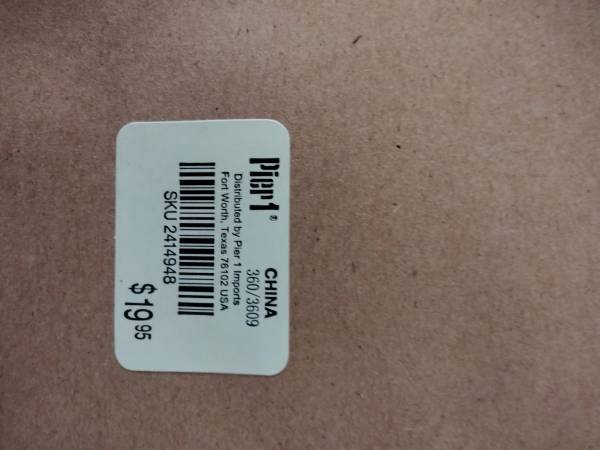 Pier1® CHINA
360/3609
Distributed by Pier 1 Imports
Fort Worth, Texas 76102 USA
SKU 2414948
$19.95